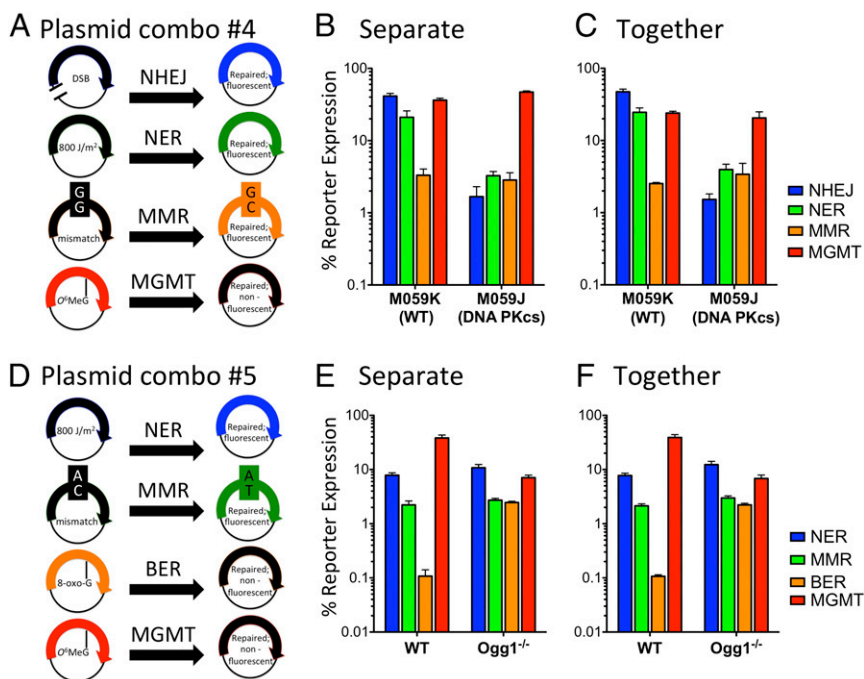 A Plasmid combo #4
DSB
NHEJ
Repaired;
fluorescent
800 J/m²
NER
Repaired;
fluorescent
G
G
mismatch
MMR
G
C
Repaired;
fluorescent
O⁶MeG
MGMT
Repaired;
non -
fluorescent
B Separate
% Reporter Expression
100
10
1
0.1
M059K
(WT)
M059J
(DNA PKcs)
C Together
100
10
1
0.1
M059K
(WT)
M059J
(DNA PKcs)
NHEJ
NER
MMR
MGMT
D Plasmid combo #5
800 J/m²
NER
Repaired;
fluorescent
A
C
mismatch
MMR
A
T
Repaired;
fluorescent
8-oxo-G
BER
Repaired;
non -
fluorescent
O⁶MeG
MGMT
Repaired;
non -
fluorescent
E Separate
% Reporter Expression
100
10
1
0.1
0.01
WT
Ogg1⁻/⁻
F Together
100
10
1
0.1
0.01
WT
Ogg1⁻/⁻
NER
MMR
BER
MGMT